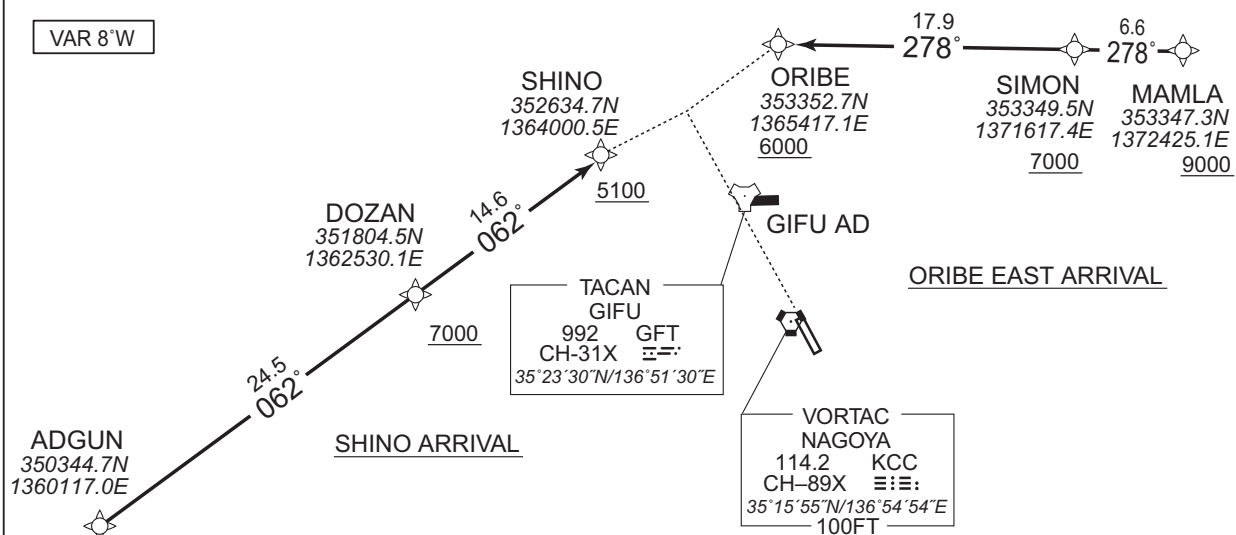 VAR 8˚W
17.9
278˚
6.6
278˚
ORIBE
353352.7N
1365417.1E
6000
SIMON
353349.5N
1371617.4E
7000
MAMLA
353347.3N
1372425.1E
9000
SHINO
352634.7N
1364000.5E
5100
14.6
062˚
DOZAN
351804.5N
1362530.1E
7000
GIFU AD
ORIBE EAST ARRIVAL
TACAN
GIFU
992 GFT
CH-31X
35˚23´30˝N/136˚51´30˝E
24.5
062˚
SHINO ARRIVAL
ADGUN
350344.7N
1360117.0E
VORTAC
NAGOYA
114.2 KCC
CH–89X
35˚15´55˝N/136˚54´54˝E
100FT